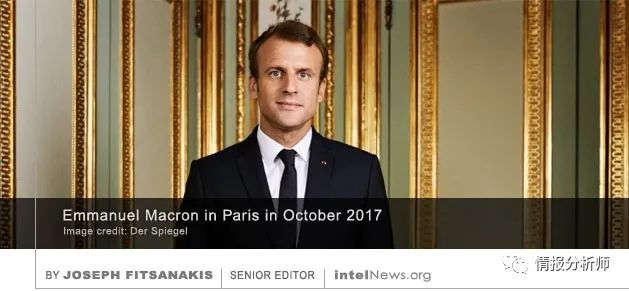 Emmanuel Macron in Paris in October 2017
Image credit: Der Spiegel
BY JOSEPH FITSANAKIS | SENIOR EDITOR | intelNews.org
情报分析师